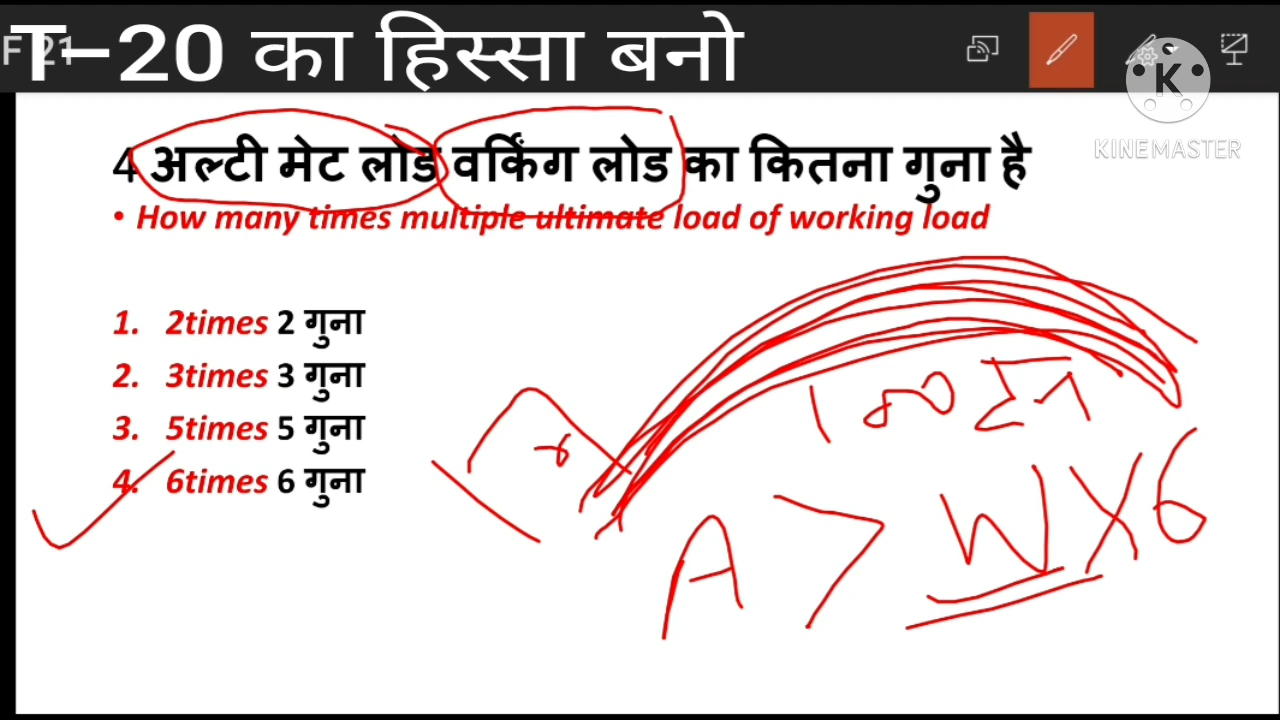 T-20 का हिस्सा बनो
KINEMASTER
4 अल्टी मेट लोड वर्किंग लोड का कितना गुना है
• How many times multiple ultimate load of working load
1. 2times 2 गुना
2. 3times 3 गुना
3. 5times 5 गुना
4. 6times 6 गुना
6
A > W X 6